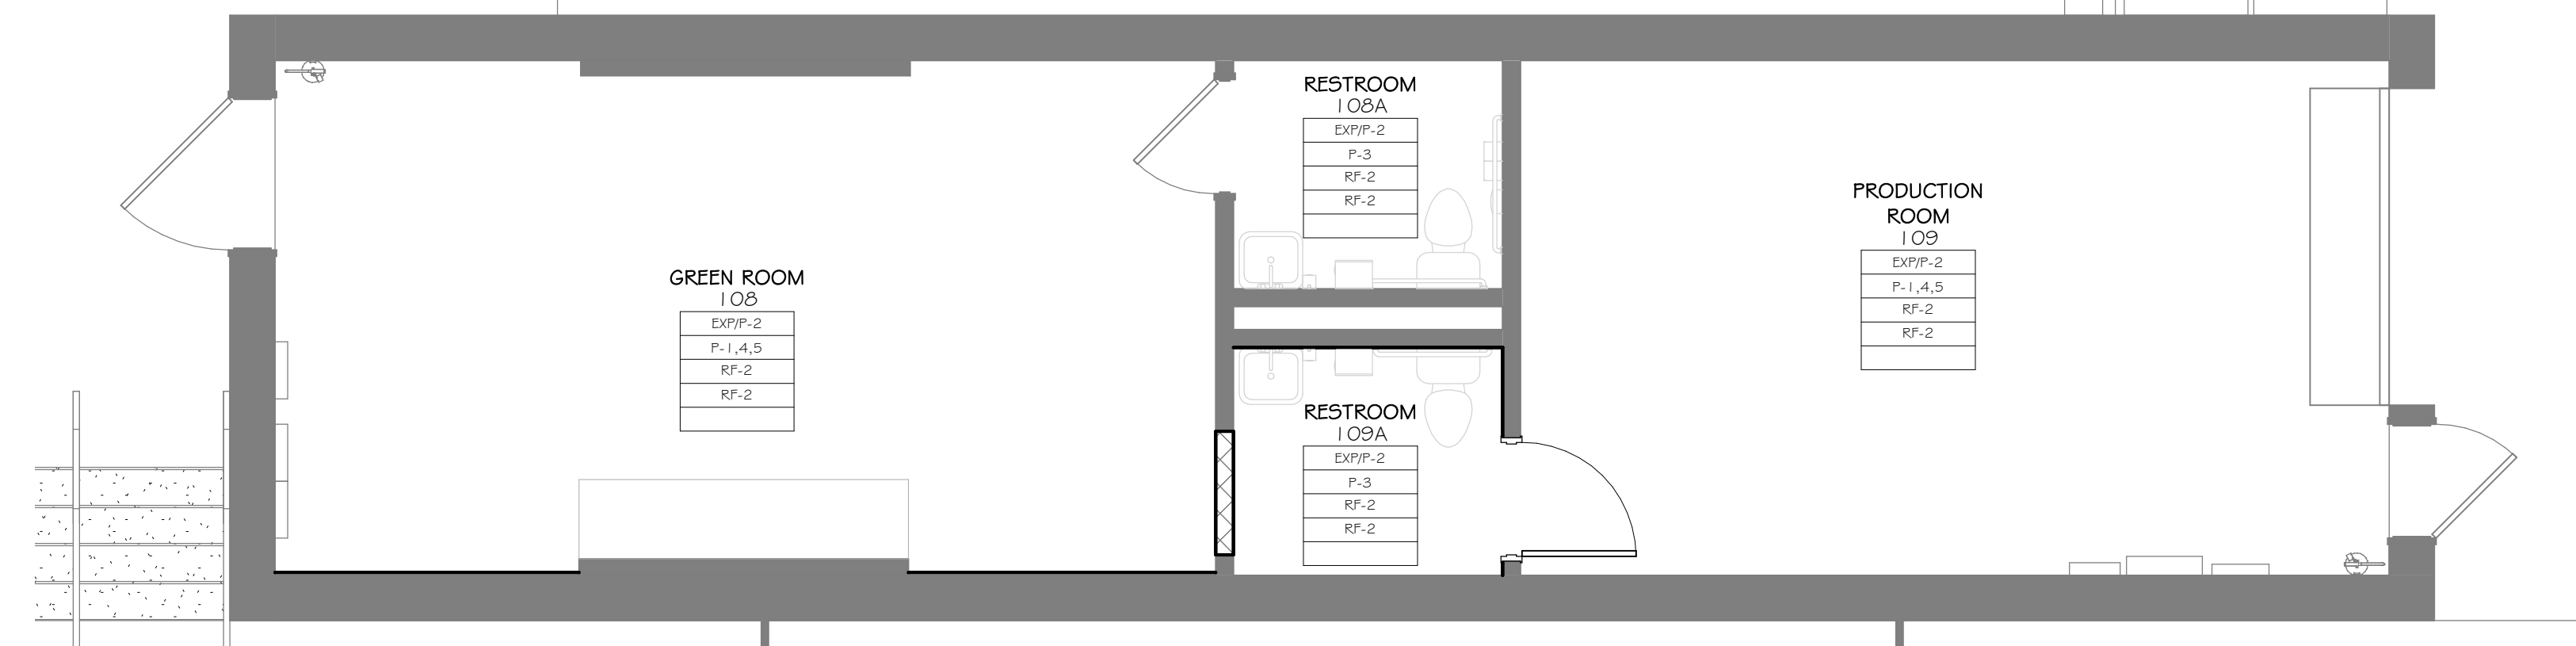 GREEN ROOM
108
EXP/P-2
P-1,4,5
RF-2
RF-2
RESTROOM
108A
EXP/P-2
P-3
RF-2
RF-2
RESTROOM
109A
EXP/P-2
P-3
RF-2
RF-2
PRODUCTION
ROOM
109
EXP/P-2
P-1,4,5
RF-2
RF-2